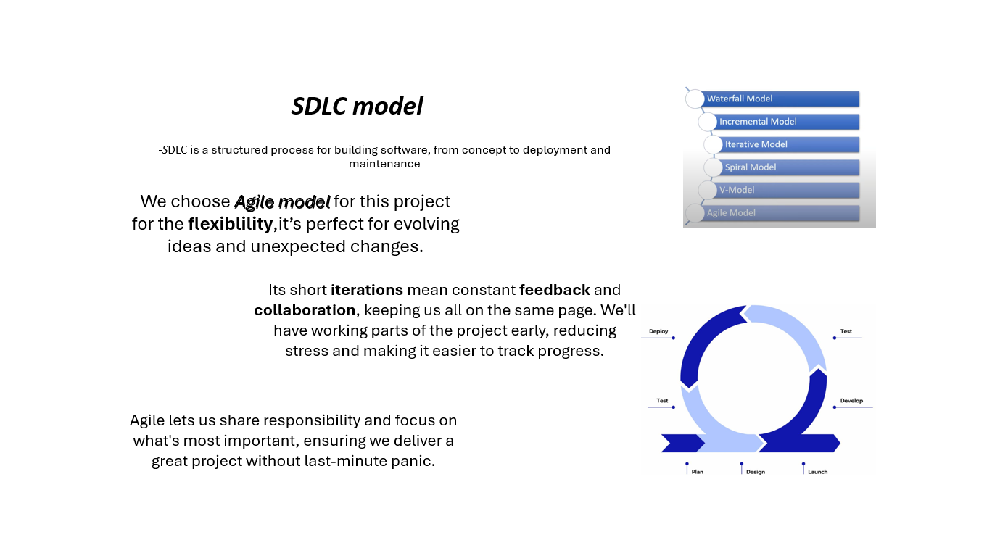 SDLC model
-SDLC is a structured process for building software, from concept to deployment and
maintenance
We choose Agile model for this project
for the flexiblility,it’s perfect for evolving
ideas and unexpected changes.
Its short iterations mean constant feedback and
collaboration, keeping us all on the same page. We'll
have working parts of the project early, reducing
stress and making it easier to track progress.
Agile lets us share responsibility and focus on
what's most important, ensuring we deliver a
great project without last-minute panic.
Waterfall Model
Incremental Model
Iterative Model
Spiral Model
V-Model
Agile Model
Deploy
Test
Test
Develop
Plan
Design
Launch